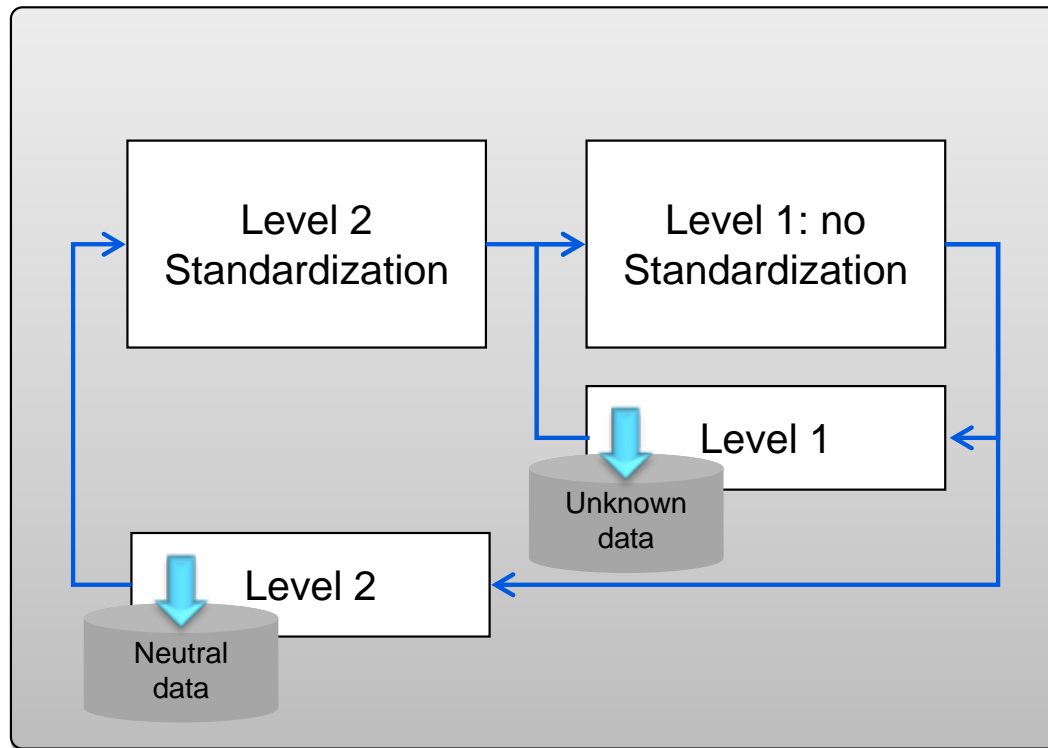 Level 2
Standardization
Level 1: no
Standardization
Level 1
Unknown
data
Level 2
Neutral
data